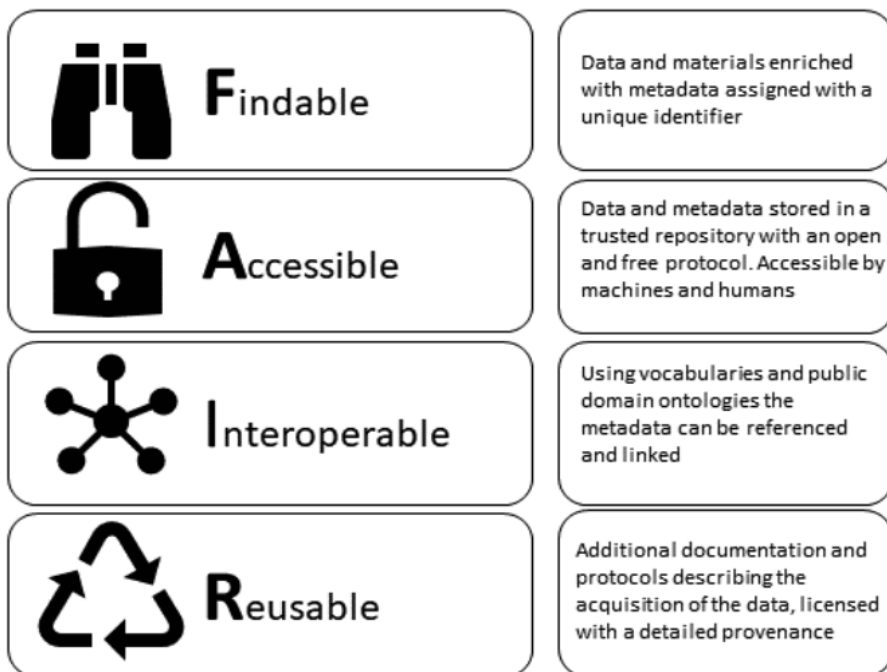 Findable
Data and materials enriched
with metadata assigned with a
unique identifier
Accessible
Data and metadata stored in a
trusted repository with an open
and free protocol. Accessible by
machines and humans
Interoperable
Using vocabularies and public
domain ontologies the
metadata can be referenced
and linked
Reusable
Additional documentation and
protocols describing the
acquisition of the data, licensed
with a detailed provenance